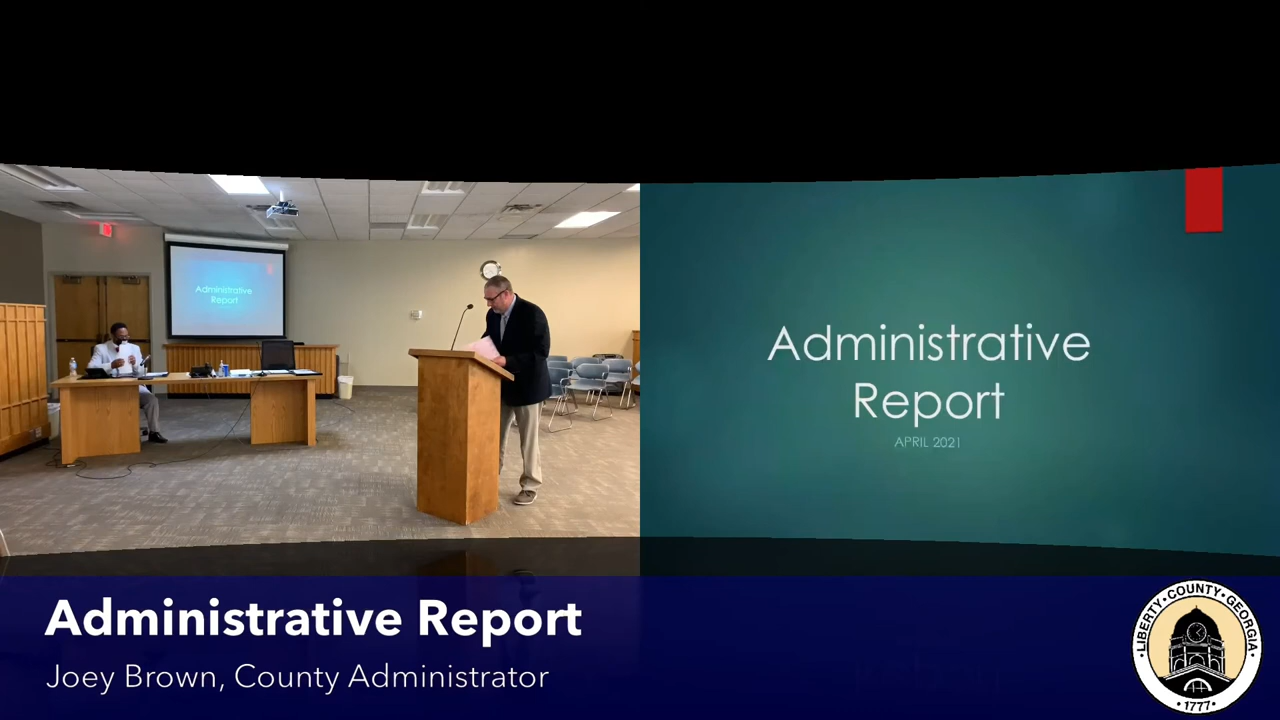 Administrative
Report
Administrative
Report
APRIL 2021
Administrative Report
Joey Brown, County Administrator
LIBERTY • COUNTY • GEORGIA
• 1777 •